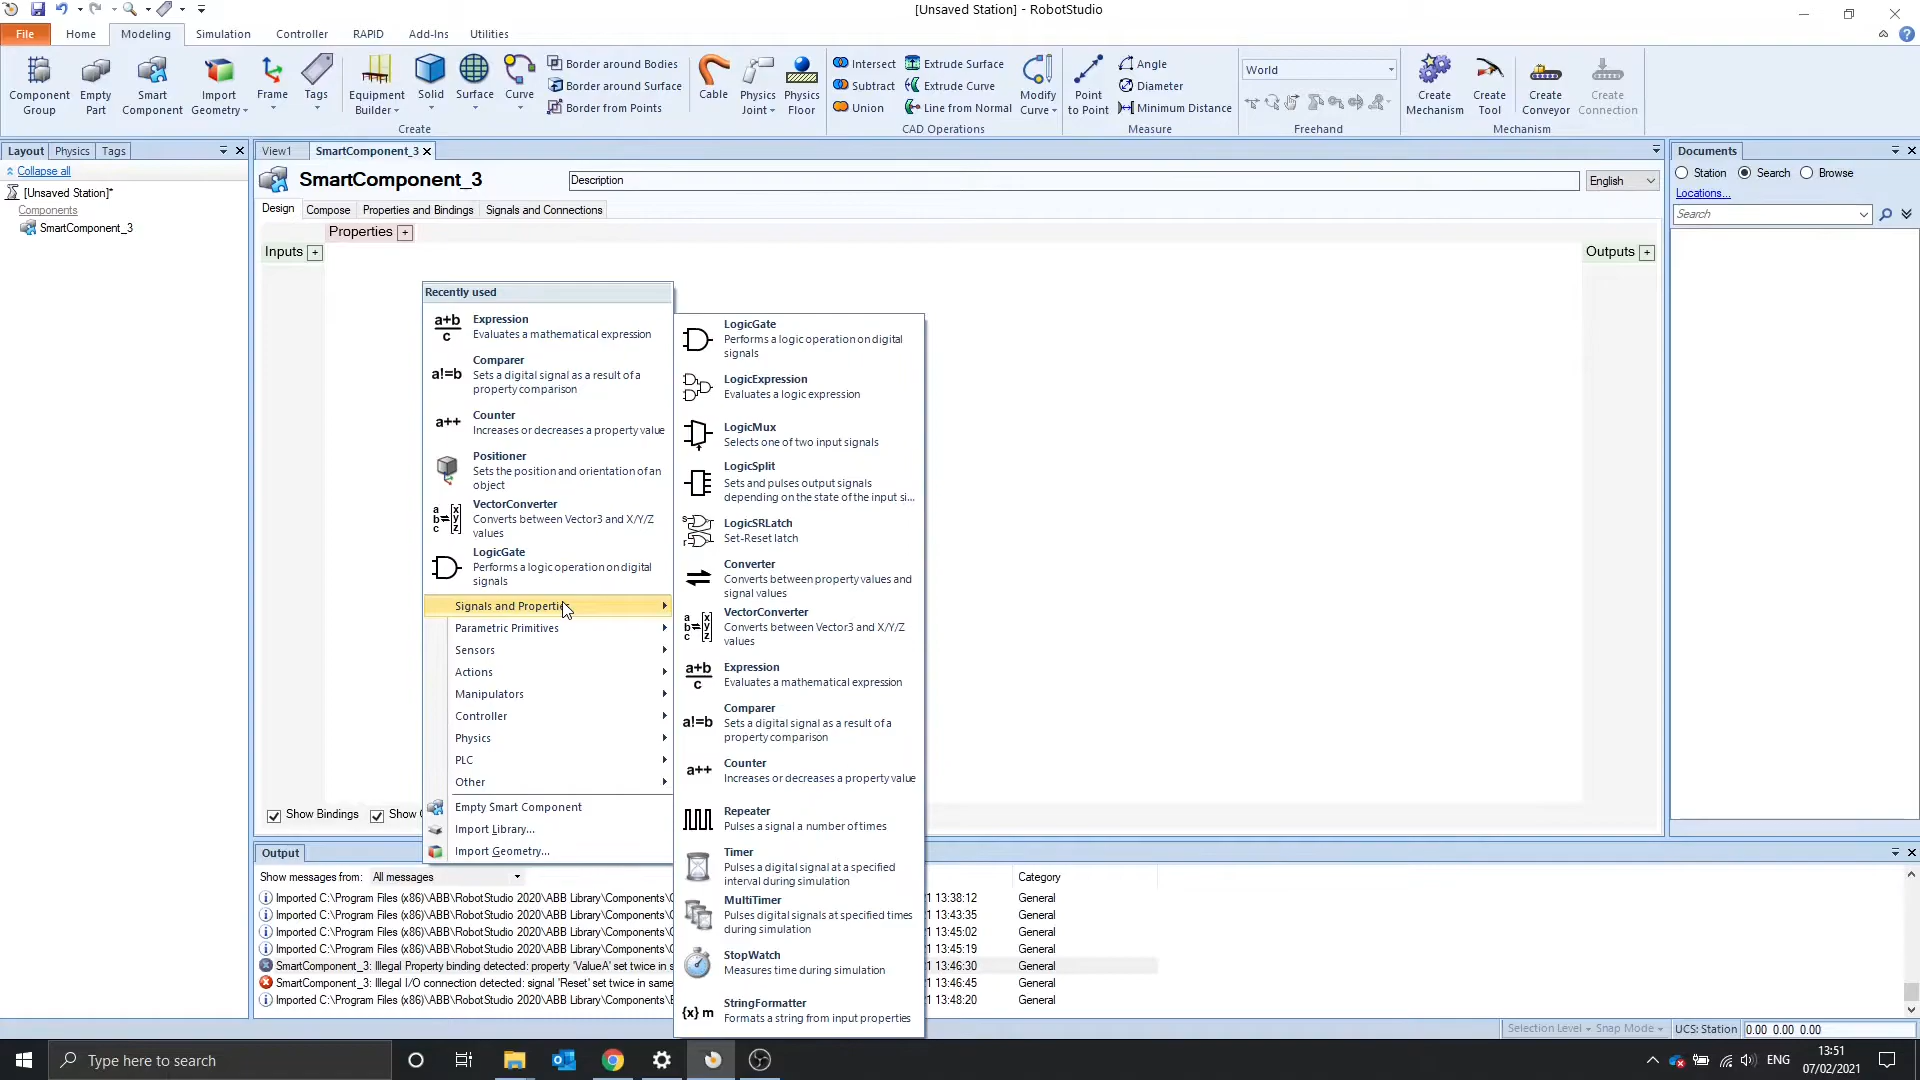 [Unsaved Station] - RobotStudio
File Home Modeling Simulation Controller RAPID Add-Ins Utilities
Component
Group
Empty
Part
Smart
Component
Import
Geometry
Frame
Tags
Equipment
Builder
Solid
Surface
Curve
Border around Bodies
Border around Surface
Border from Points
Create
Cable
Physics
Joint
Physics
Floor
Intersect
Subtract
Union
Extrude Surface
Extrude Curve
Line from Normal
CAD Operations
Modify
Curve
Point
to Point
Angle
Diameter
Minimum Distance
Measure
World
Freehand
Create
Mechanism
Create
Tool
Create
Conveyor
Create
Connection
Mechanism
Layout Physics Tags
Collapse all
[Unsaved Station]*
Components
SmartComponent_3
View1 SmartComponent_3
SmartComponent_3
Description
English
Design Compose Properties and Bindings Signals and Connections
Properties +
Inputs +
Outputs +
Recently used
Expression
Evaluates a mathematical expression
a+b
c
Comparer
a!=b
Sets a digital signal as a result of a
property comparison
Counter
a++
Increases or decreases a property value
Positioner
Sets the position and orientation of an
object
VectorConverter
Converts between Vector3 and X/Y/Z
values
LogicGate
Performs a logic operation on digital
signals
Signals and Propertie
Parametric Primitives
Sensors
Actions
Manipulators
Controller
Physics
PLC
Other
Empty Smart Component
Import Library...
Import Geometry...
LogicGate
Performs a logic operation on digital
signals
LogicExpression
Evaluates a logic expression
LogicMux
Selects one of two input signals
LogicSplit
Sets and pulses output signals
depending on the state of the input si...
LogicSRLatch
Set-Reset latch
Converter
Converts between property values and
signal values
VectorConverter
Converts between Vector3 and X/Y/Z
values
Expression
Evaluates a mathematical expression
a+b
c
Comparer
a!=b
Sets a digital signal as a result of a
property comparison
Counter
a++
Increases or decreases a property value
Repeater
Pulses a signal a number of times
Timer
Pulses a digital signal at a specified
interval during simulation
MultiTimer
Pulses digital signals at specified times
during simulation
StopWatch
Measures time during simulation
StringFormatter
{x} m
Formats a string from input properties
Show Bindings
Documents
Station Search Browse
Locations...
Search
Output
Show messages from: All messages
Category
Imported C:\Program Files (x86)\ABB\RobotStudio 2020\ABB Library\Components\ 13:38:12 General
Imported C:\Program Files (x86)\ABB\RobotStudio 2020\ABB Library\Components\ 13:43:35 General
Imported C:\Program Files (x86)\ABB\RobotStudio 2020\ABB Library\Components\ 13:45:02 General
Imported C:\Program Files (x86)\ABB\RobotStudio 2020\ABB Library\Components\ 13:45:19 General
SmartComponent_3: Illegal Property binding detected: property 'ValueA' set twice in 13:46:30 General
SmartComponent_3: Illegal I/O connection detected: signal 'Reset' set twice in same 13:46:45 General
Imported C:\Program Files (x86)\ABB\RobotStudio 2020\ABB Library\Components\ 13:48:20 General
Selection Level Snap Mode UCS: Station 0.00 0.00 0.00
Type here to search
ENG
13:51
07/02/2021